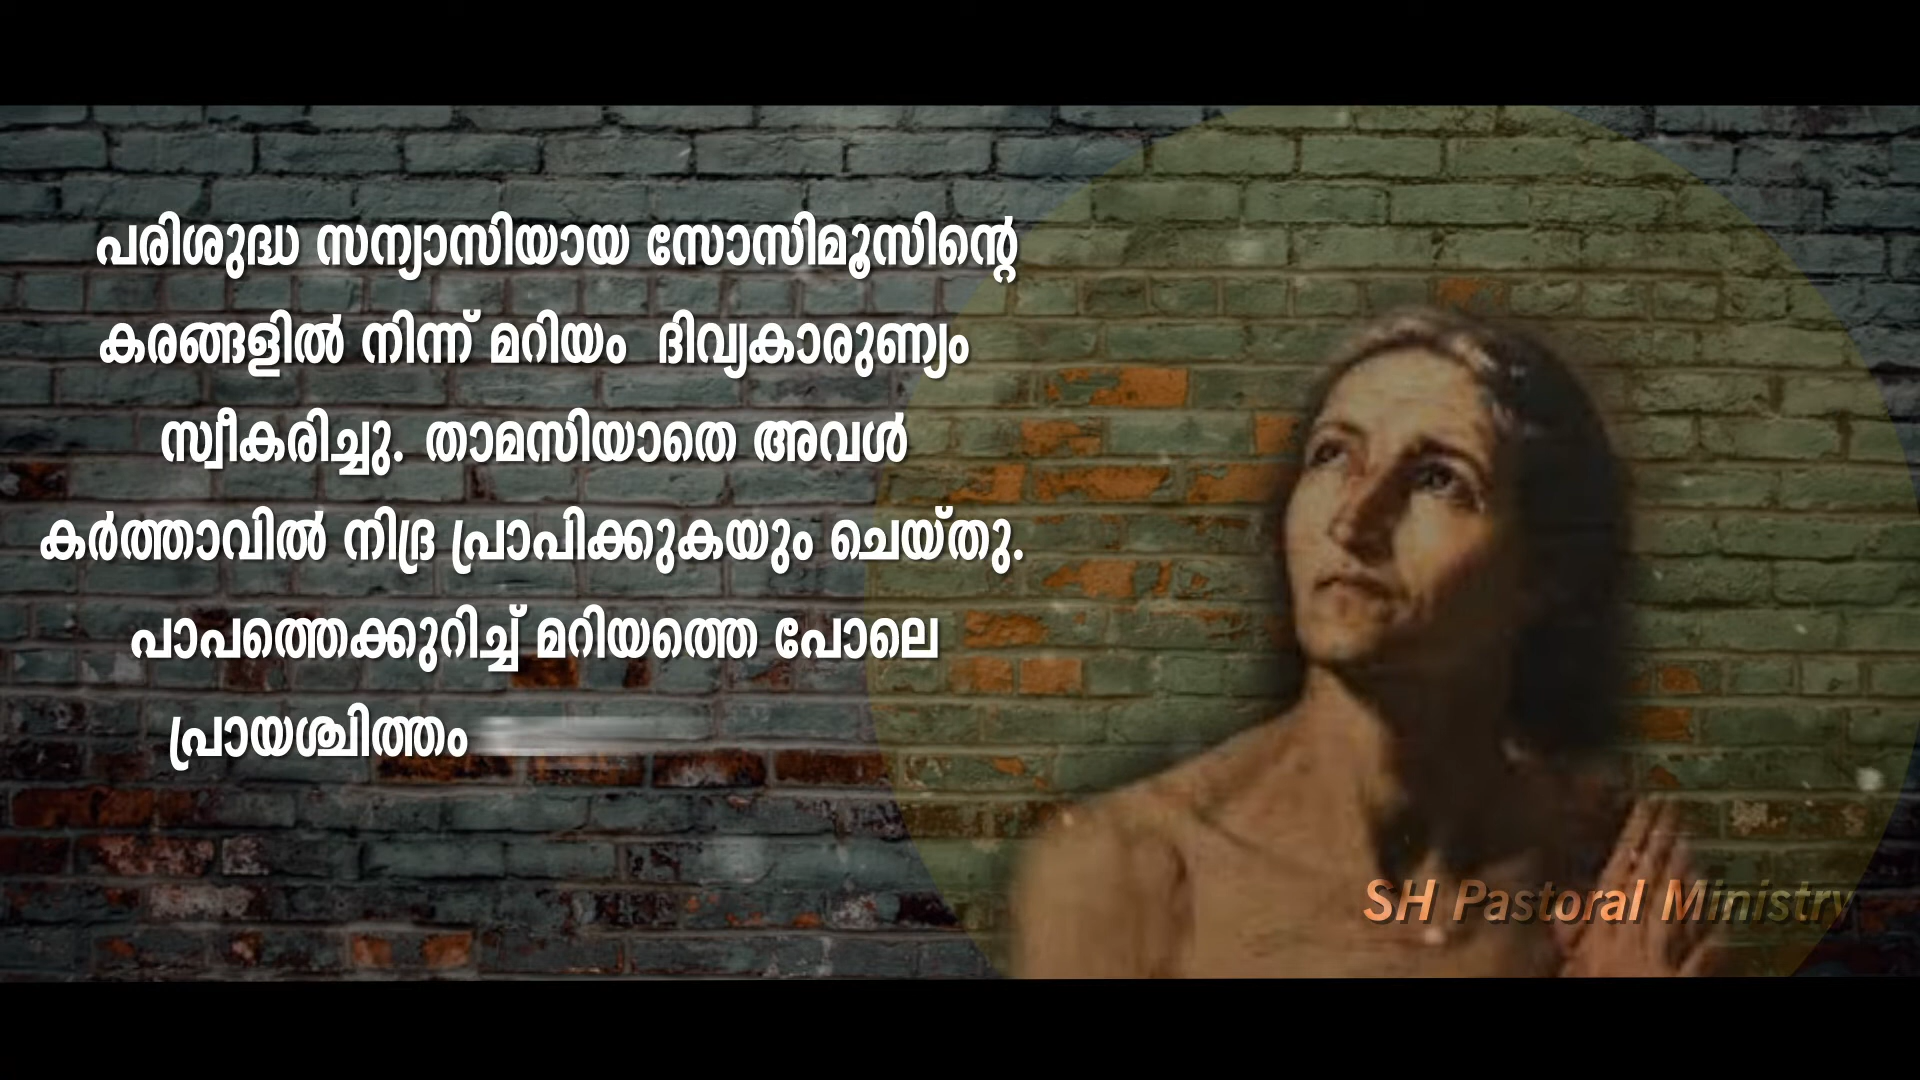 പരിശുദ്ധ സന്യാസിയായ സോസിമൂസിന്റെ
കരങ്ങളിൽ നിന്ന് മറിയം ദിവ്യകാരുണ്യം
സ്വീകരിച്ചു. താമസിയാതെ അവൾ
കർത്താവിൽ നിദ്ര പ്രാപിക്കുകയും ചെയ്തു.
പാപത്തെക്കുറിച്ച് മറിയത്തെ പോലെ
പ്രായശ്ചിത്തം
SH Pastoral Ministry